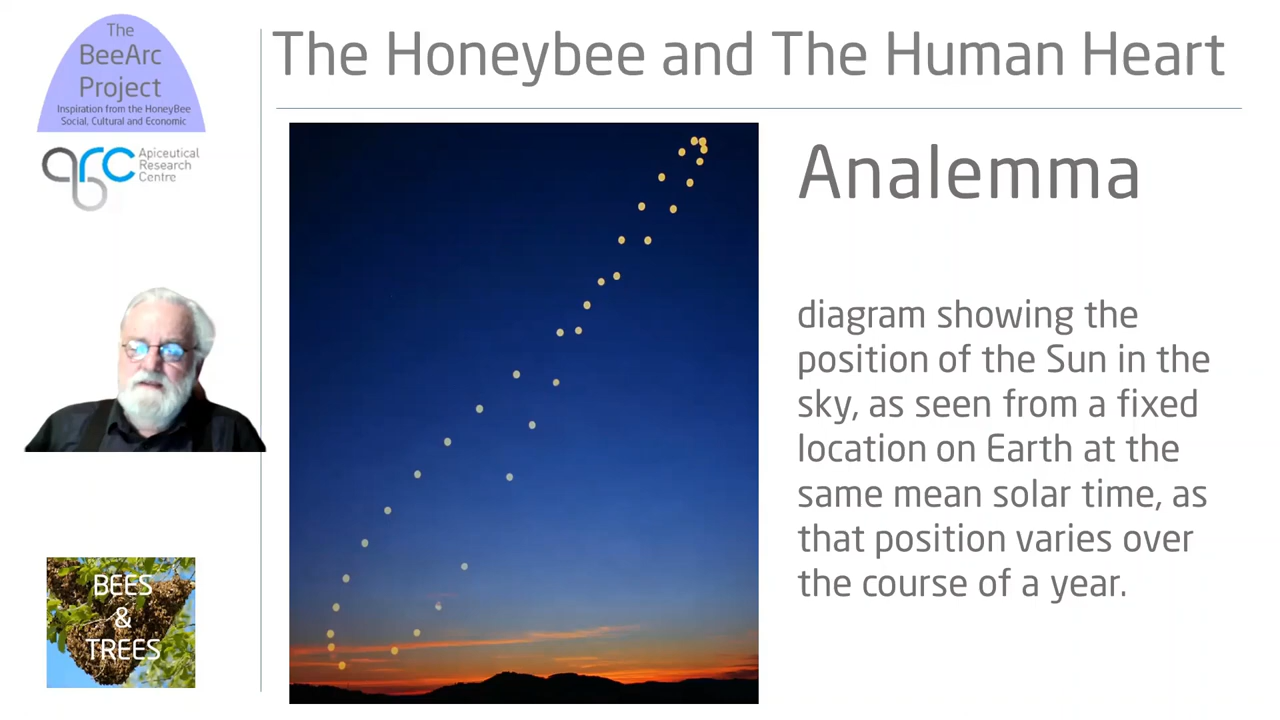 The
BeeArc
Project
Inspiration from the HoneyBee
Social, Cultural and Economic
arc
Apiceutical
Research
Centre
BEES
&
TREES
The Honeybee and The Human Heart
Analemma
diagram showing the
position of the Sun in the
sky, as seen from a fixed
location on Earth at the
same mean solar time, as
that position varies over
the course of a year.